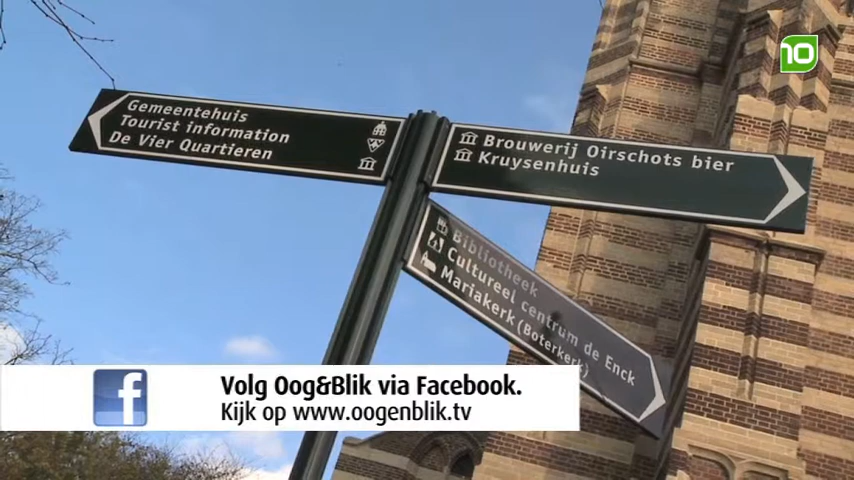 10
Gemeentenhuis
Tourist information
De Vier Quartieren
Brouwerij Oirschots bier
Kruysenhuis
Bibliotheek
Cultureel centrum de Enck
Mariakerk (Boterkerk)
Volg Oog&Blik via Facebook.
Kijk op www.oogenblik.tv